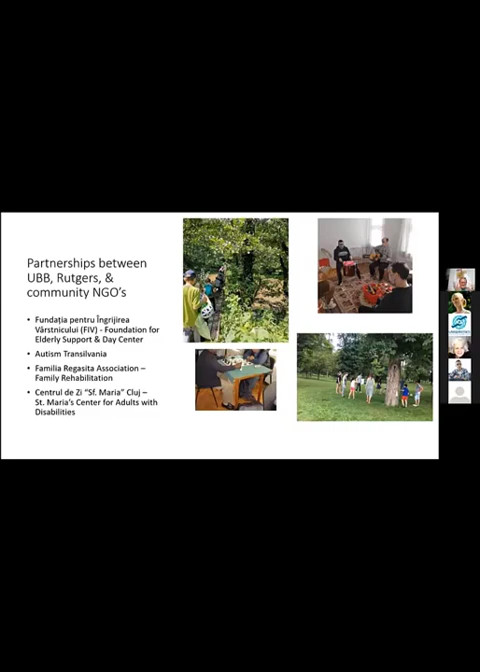 Partnerships between
UBB, Rutgers, &
community NGO's
• Fundația pentru Îngrijirea
Vârstnicului (FIV) - Foundation for
Elderly Support & Day Center
• Autism Transilvania
• Familia Regasita Association –
Family Rehabilitation
• Centrul de Zi "Sf. Maria" Cluj –
St. Maria's Center for Adults with
Disabilities